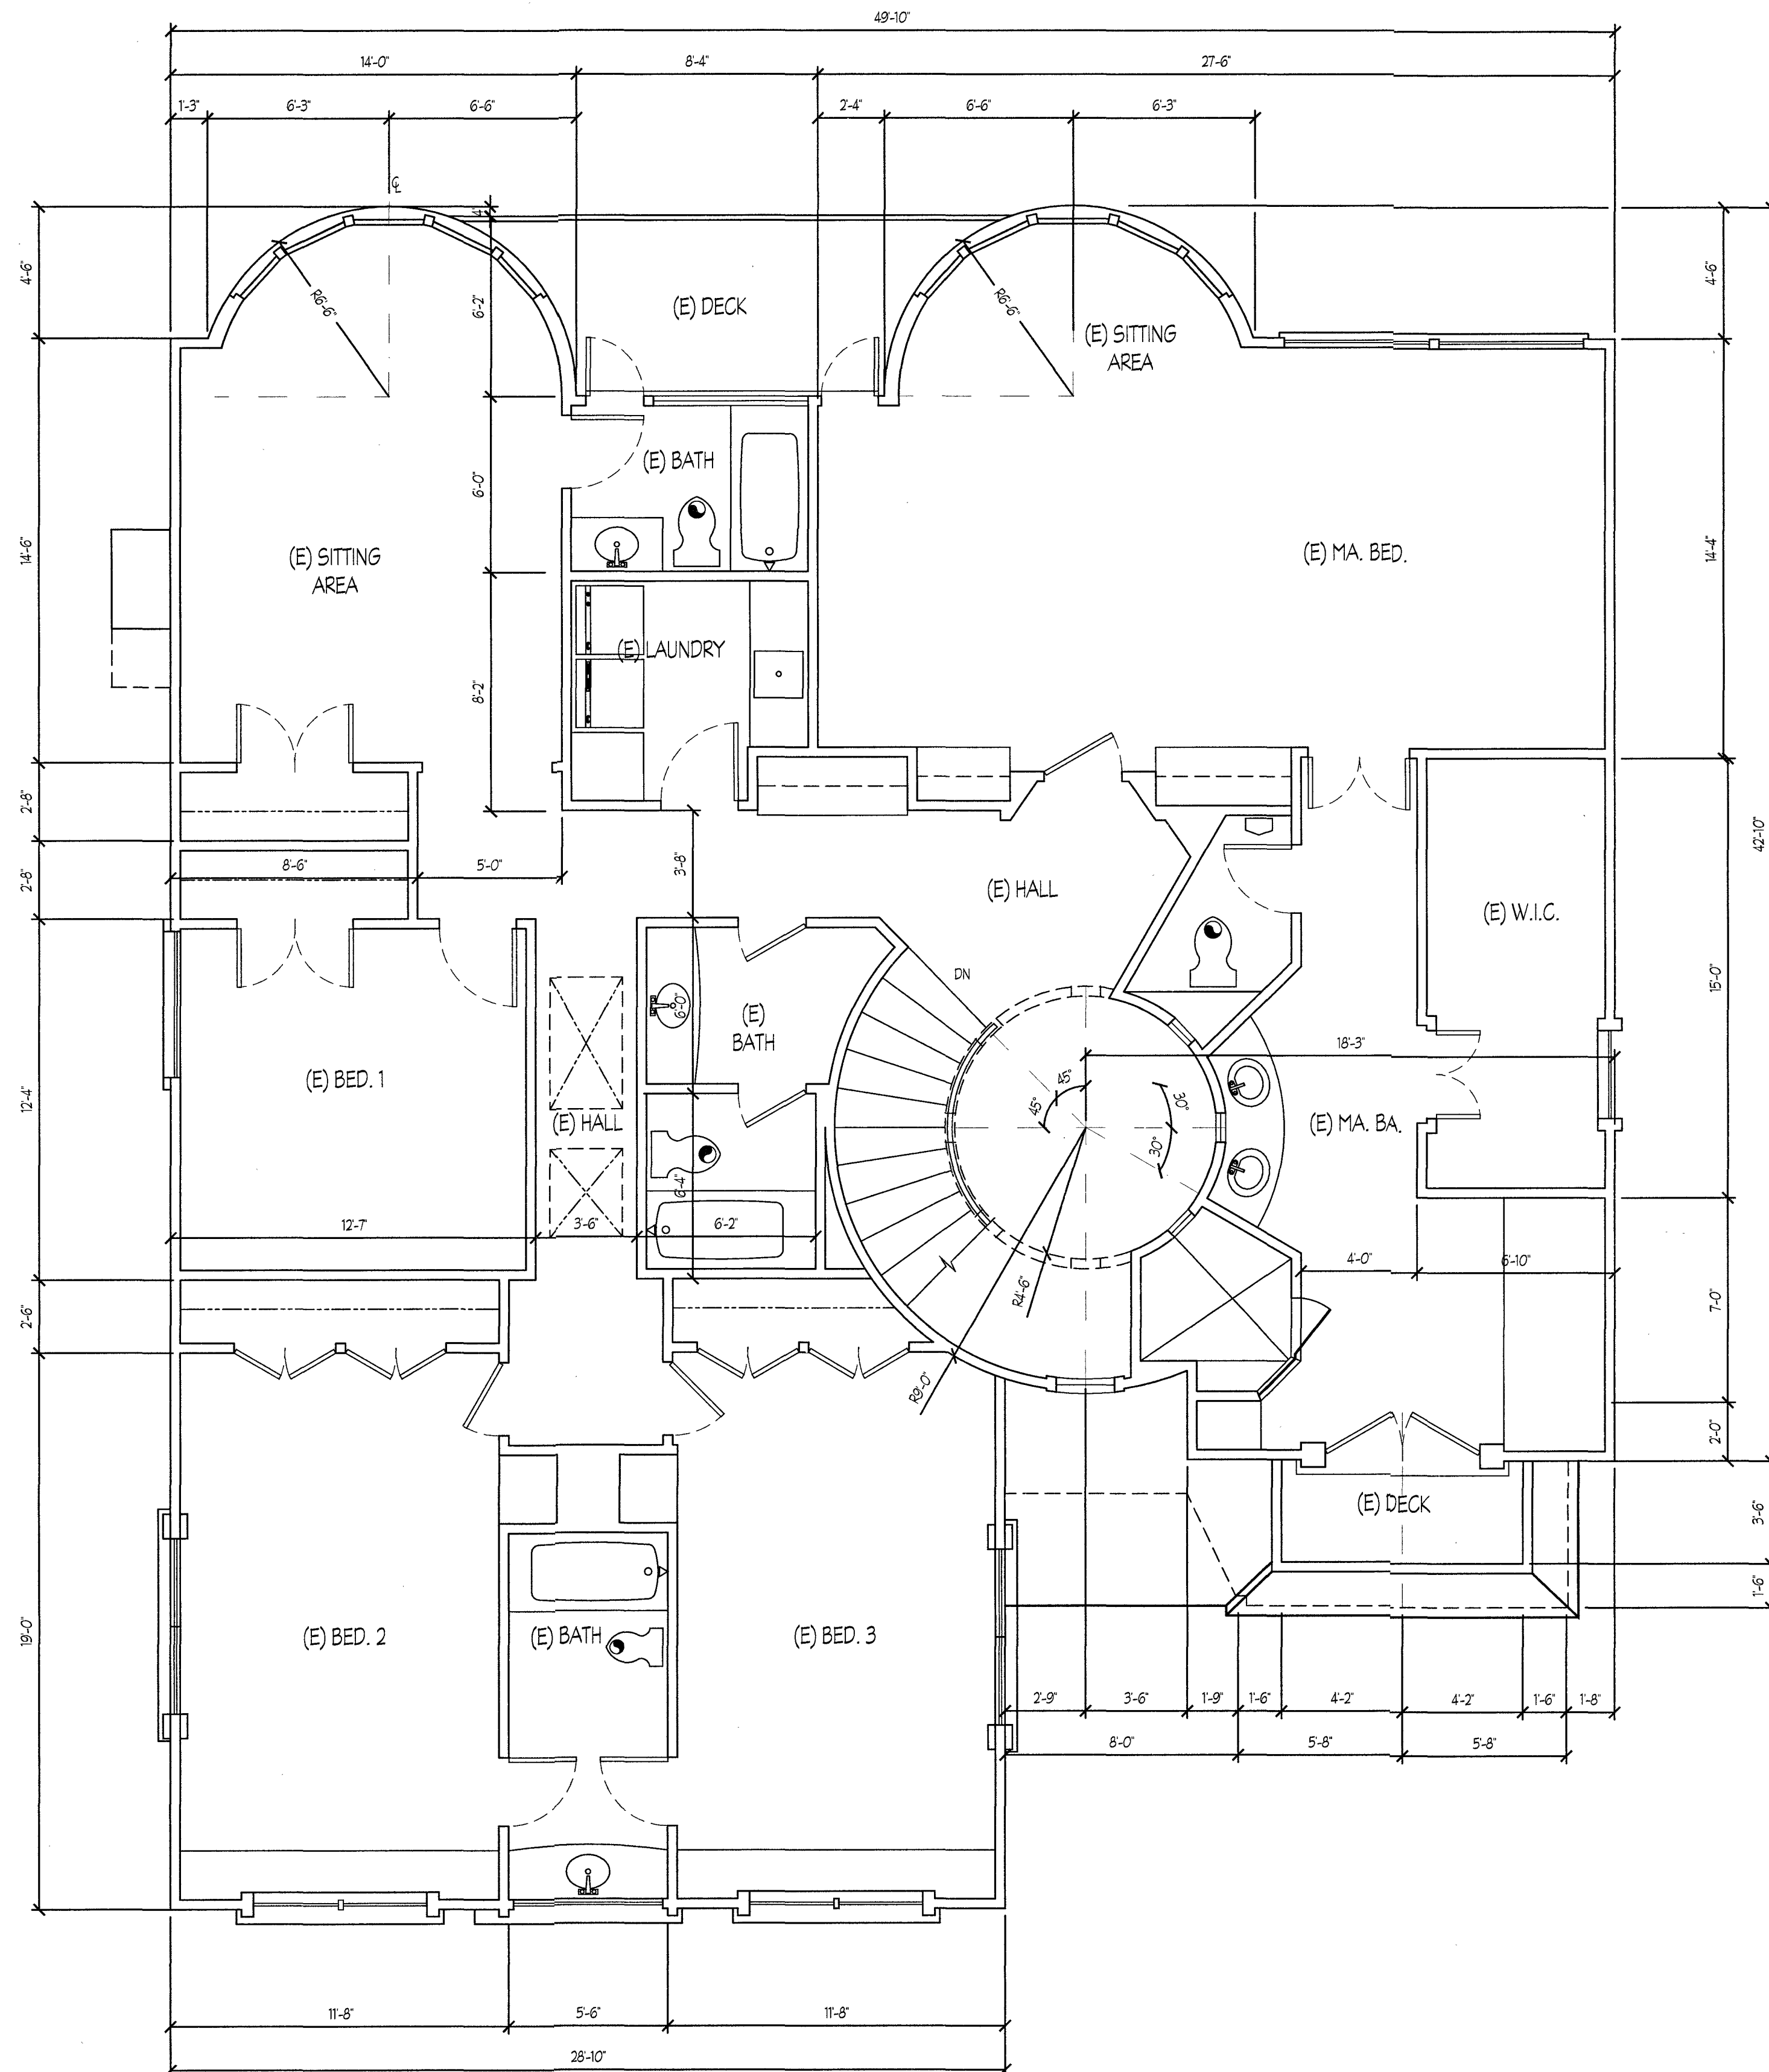 49'-10"
14'-0" 8'-4" 27'-6"
1'-3" 6'-3" 6'-6" 2'-4" 6'-6" 6'-3"
℄
4"
4'-6"
6'-2"
R6'-6"
(E) DECK
R6'-6"
(E) SITTING
AREA
4'-6"
(E) BATH
6'-0"
14'-6"
(E) SITTING
AREA
(E) MA. BED.
14'-4"
(E) LAUNDRY
8'-2"
2'-8"
2'-8"
8'-6" 5'-0"
3'-8"
(E) HALL
42'-10"
(E) W.I.C.
DN
15'-0"
6'-0"
(E)
BATH
18'-3"
12'-4"
(E) BED. 1
(E) HALL
45°
45°
30°
30°
(E) MA. BA.
6'-4"
12'-7" 3'-6" 6'-2"
4'-0" 6'-10"
R4'-6"
R9'-0"
2'-6"
7'-0"
2'-0"
(E) DECK
3'-6"
1'-6"
19'-0"
(E) BED. 2
(E) BATH
(E) BED. 3
2'-9" 3'-6" 1'-9" 1'-6" 4'-2" 4'-2" 1'-6" 1'-8"
8'-0" 5'-8" 5'-8"
11'-8" 5'-6" 11'-8"
28'-10"